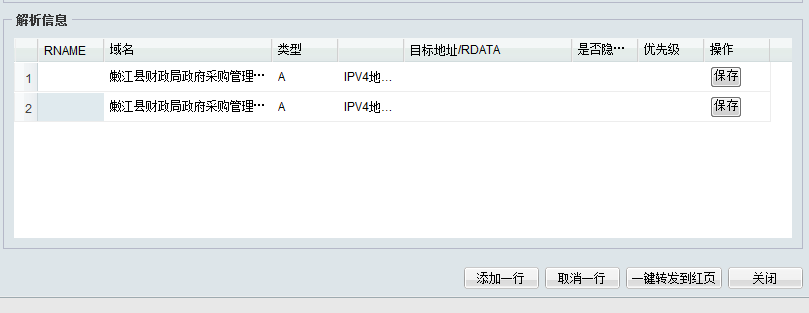 解析信息
RNAME 域名 类型 目标地址/RDATA 是否隐… 优先级 操作
1 嫩江县财政局政府采购管理… A IPV4地... 保存
2 嫩江县财政局政府采购管理… A IPV4地... 保存
添加一行 取消一行 一键转发到红页 关闭